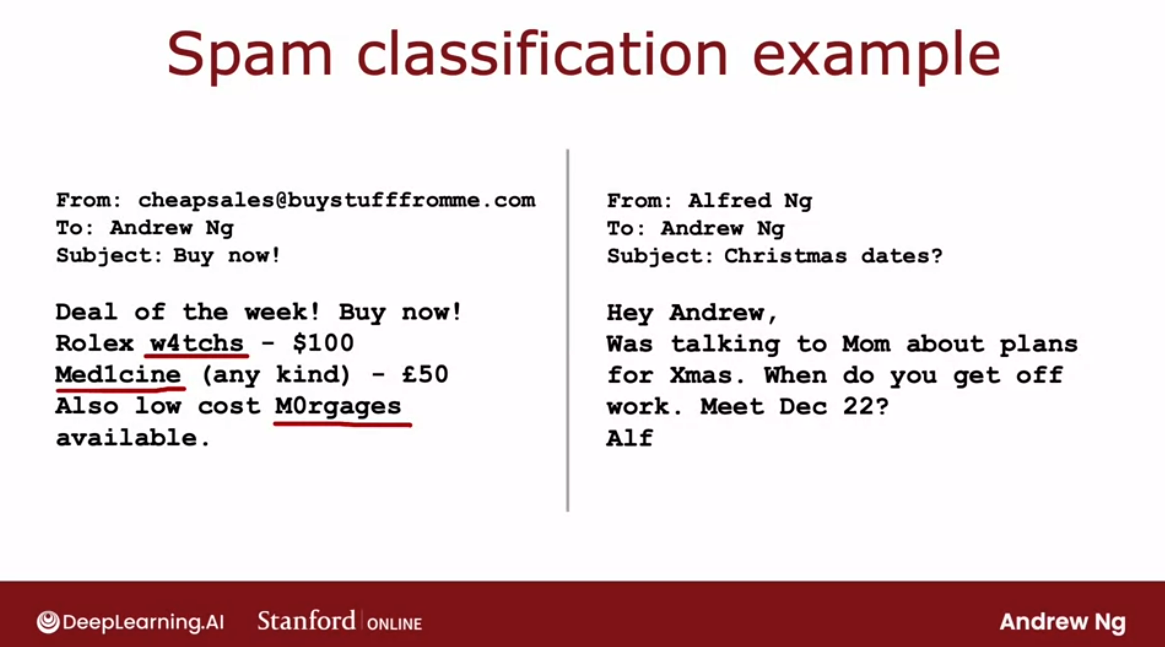 Spam classification example
From: cheapsales@buystufffromme.com
To: Andrew Ng
Subject: Buy now!
Deal of the week! Buy now!
Rolex w4tchs - $100
Med1cine (any kind) - £50
Also low cost M0rgages
available.
From: Alfred Ng
To: Andrew Ng
Subject: Christmas dates?
Hey Andrew,
Was talking to Mom about plans
for Xmas. When do you get off
work. Meet Dec 22?
Alf
DeepLearning.AI
Stanford ONLINE
Andrew Ng